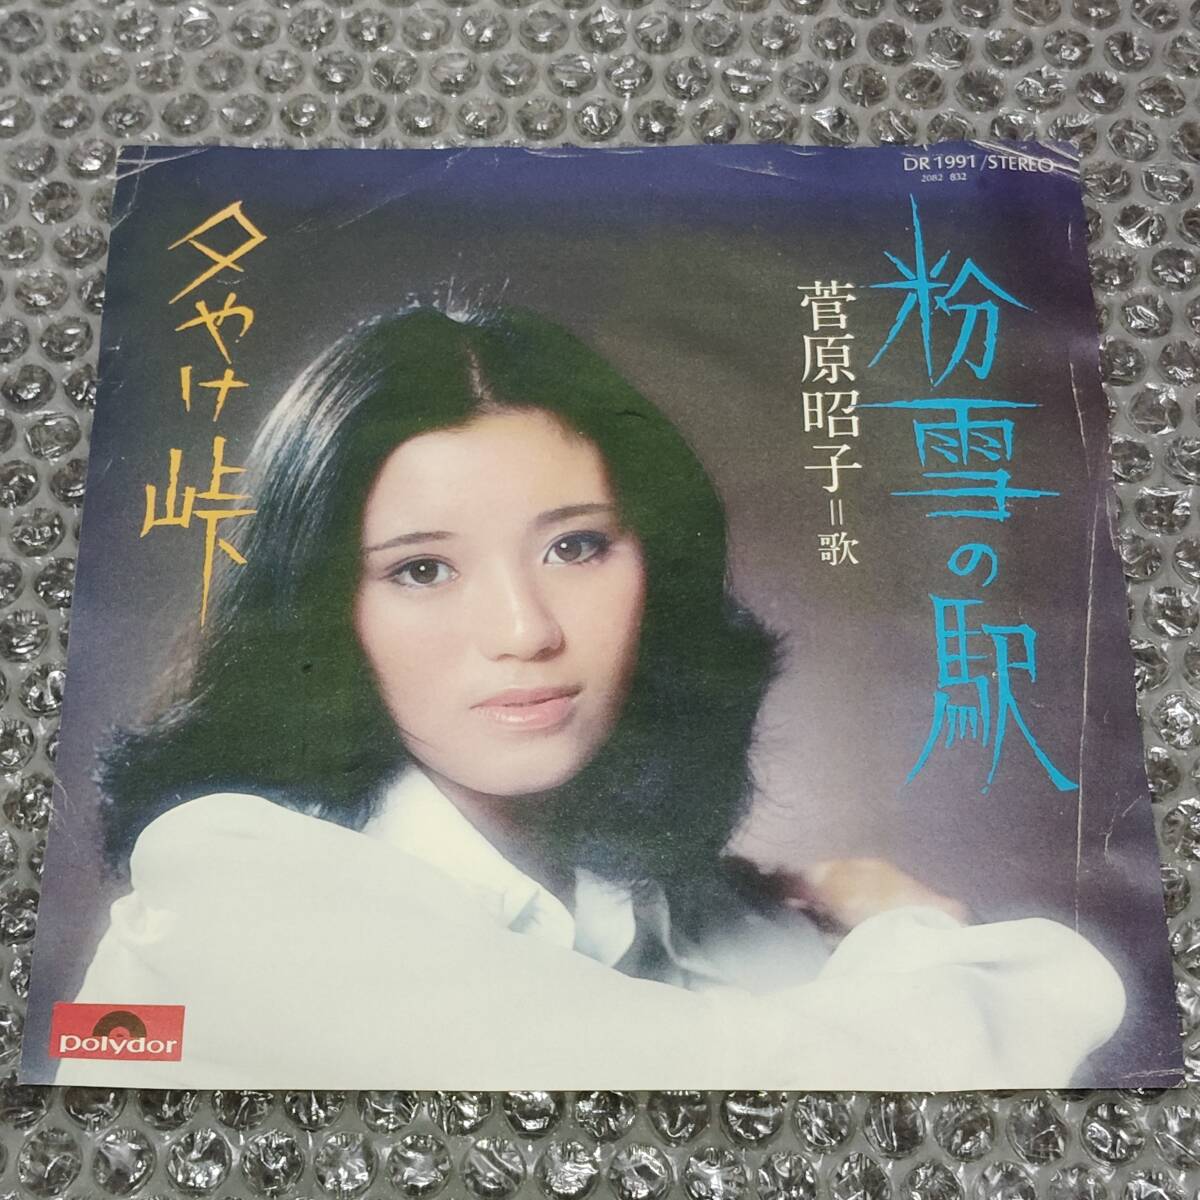 DR 1991/STEREO
2082 832
粉雪の駅
菅原昭子=歌
夕やけ峠
polydor